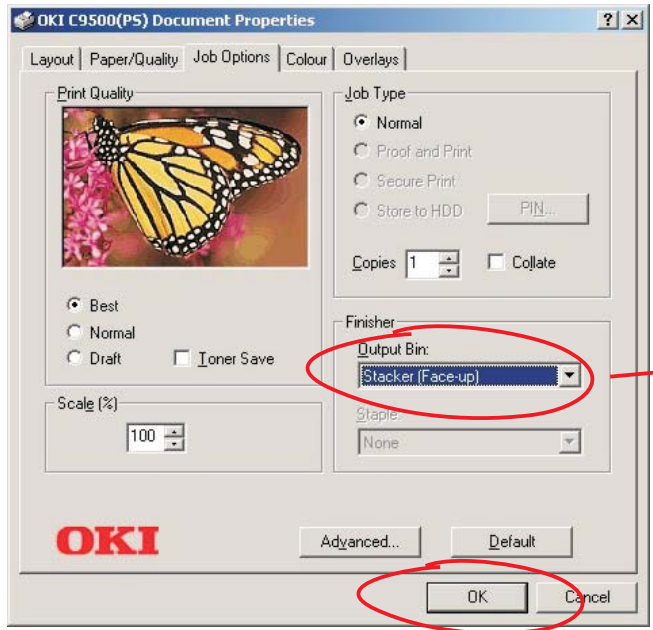 OKI C9500(PS) Document Properties
Layout Paper/Quality Job Options Colour Overlays
Print Quality
Best
Normal
Draft
Toner Save
Scale (%)
100
Job Type
Normal
Proof and Print
Secure Print
Store to HDD
PIN...
Copies 1
Collate
Finisher
Output Bin:
Stacker (Face-up)
Staple:
None
OKI
Advanced... Default
OK Cancel